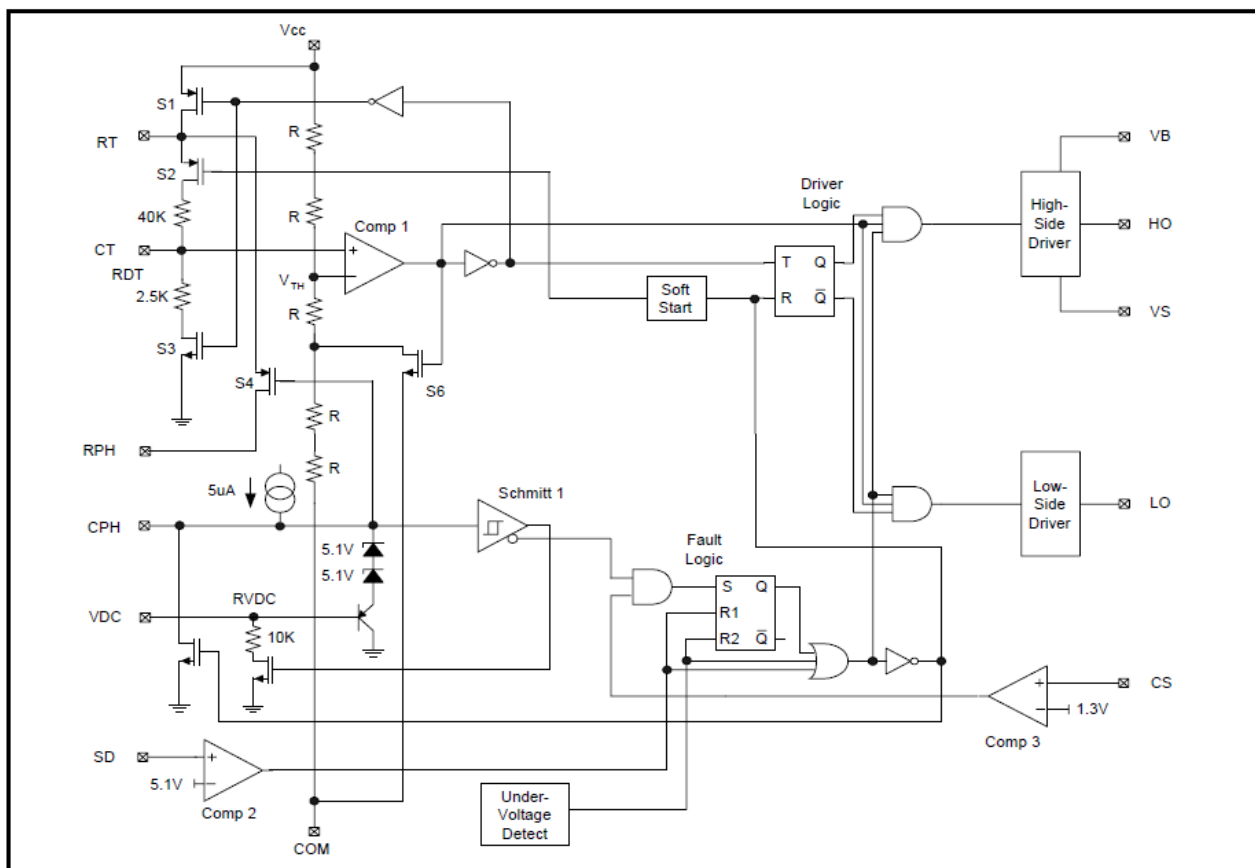 Vcc
S1
RT
R
S2
Driver
Logic
VB
High-
Side
Driver
HO
40K
R
Comp 1
CT
+
−
RDT
2.5K
VTH
R
Soft
Start
T Q
R Q̅
VS
S3
S4
S6
R
RPH
R
5uA
Schmitt 1
Low-
Side
Driver
LO
CPH
5.1V
5.1V
Fault
Logic
S Q
R1
R2 Q̅
VDC
RVDC
10K
+
−
1.3V
CS
Comp 3
SD
+
−
5.1V
Comp 2
Under-
Voltage
Detect
COM